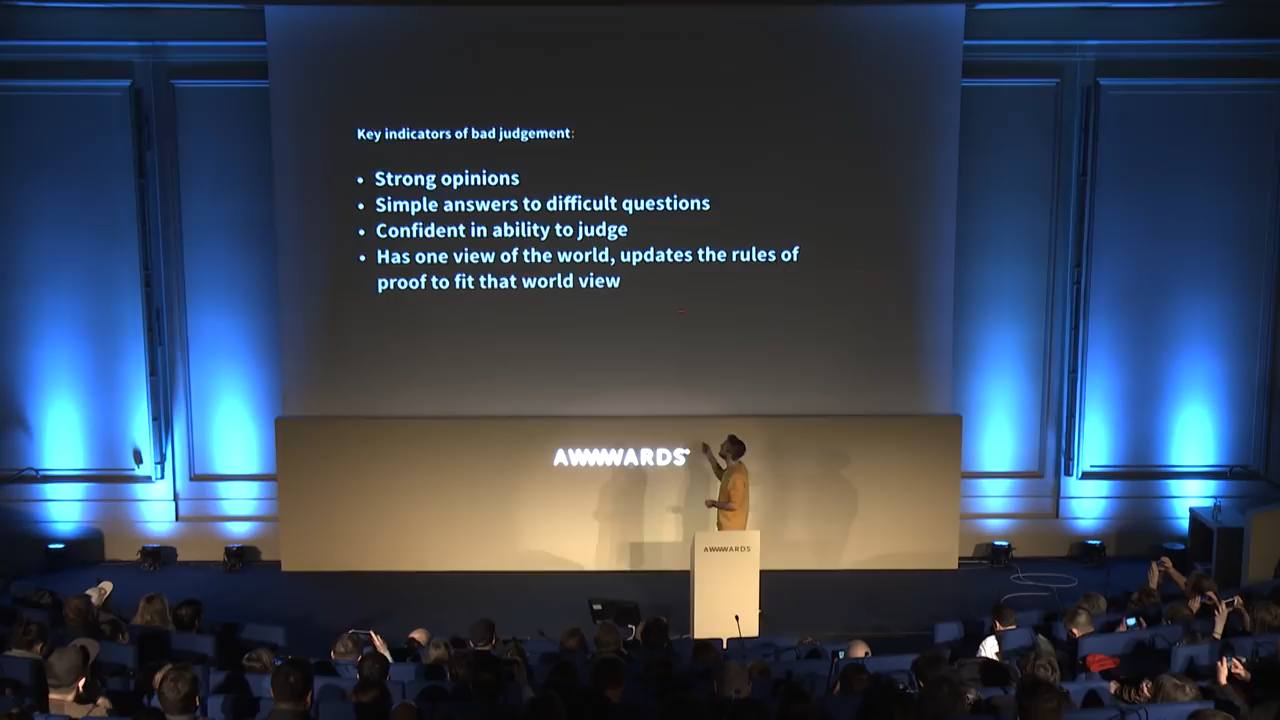 Key indicators of bad judgement:
• Strong opinions
• Simple answers to difficult questions
• Confident in ability to judge
• Has one view of the world, updates the rules of
proof to fit that world view
AWWWARDS
AWWWARDS